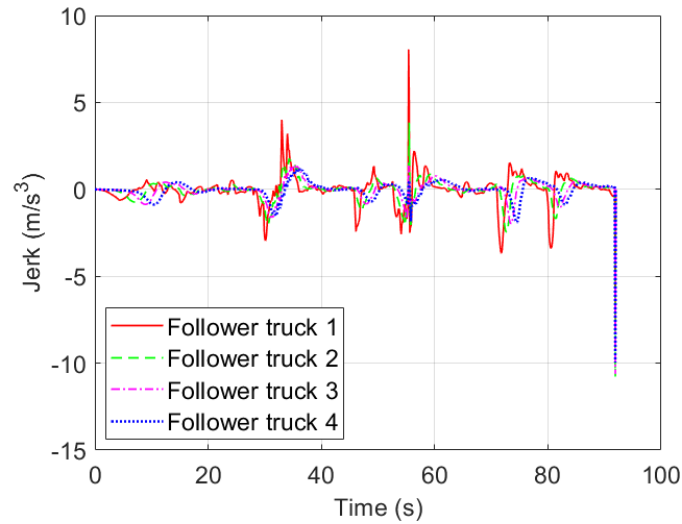 10
5
0
-5
-10
-15
Jerk (m/s³)
Follower truck 1
Follower truck 2
Follower truck 3
Follower truck 4
0 20 40 60 80 100
Time (s)